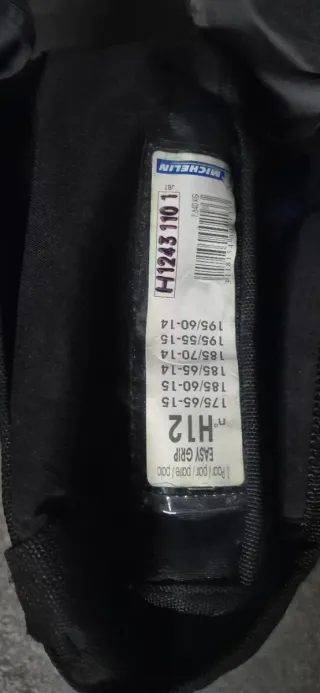 1 Paar / pair / paire / paio
EASY GRIP
n° H12
175/65-15
185/60-15
185/65-14
185/70-14
195/55-15
195/60-14
H1243 110 1
MICHELIN